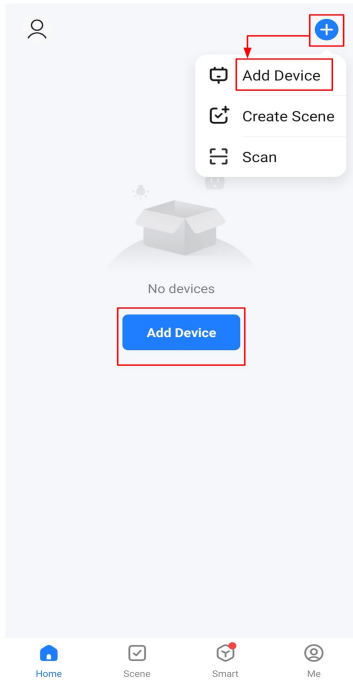 Add Device
Create Scene
Scan
No devices
Add Device
Home
Scene
Smart
Me